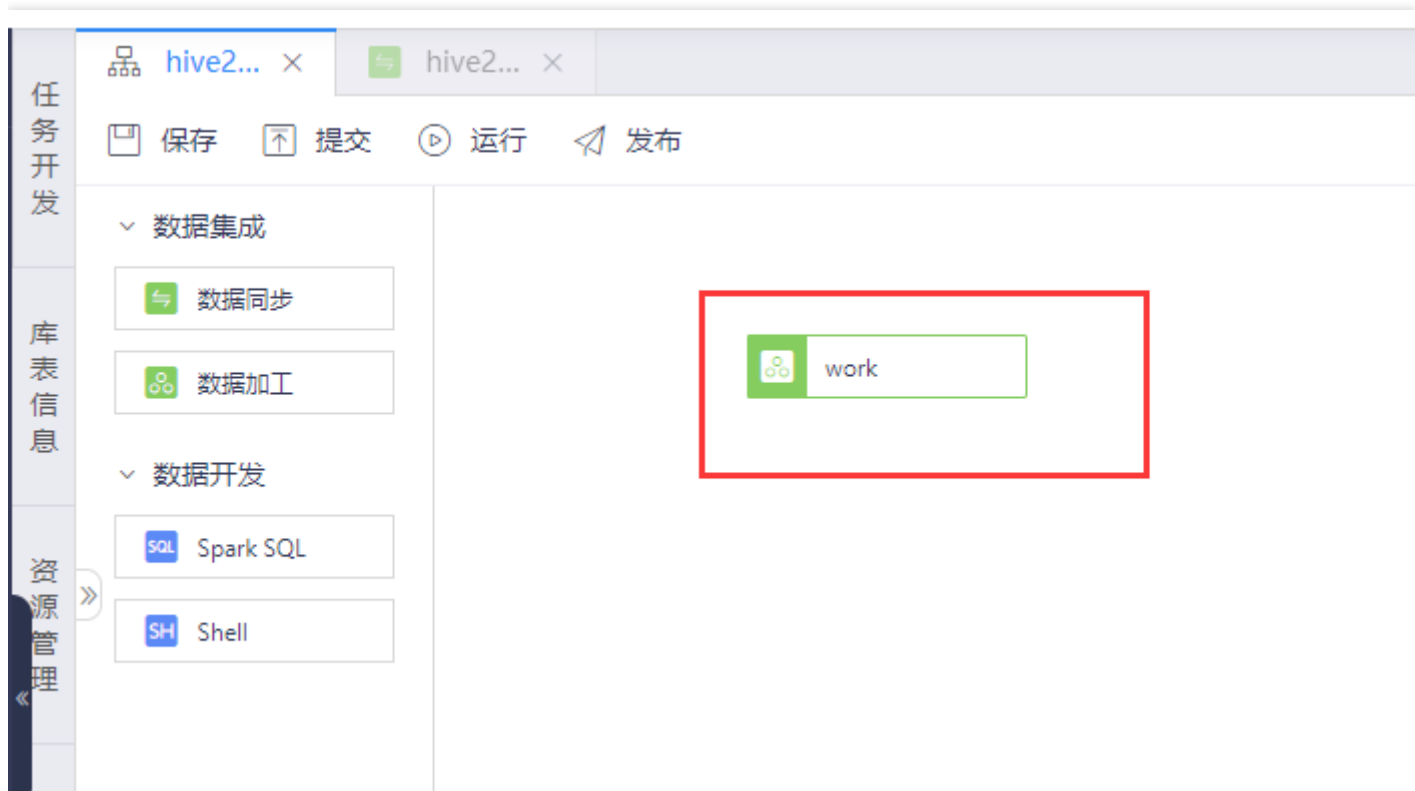 hive2... hive2...
保存 提交 运行 发布
任务开发
库表信息
资源管理
数据集成
数据同步
数据加工
数据开发
SQL Spark SQL
SH Shell
work